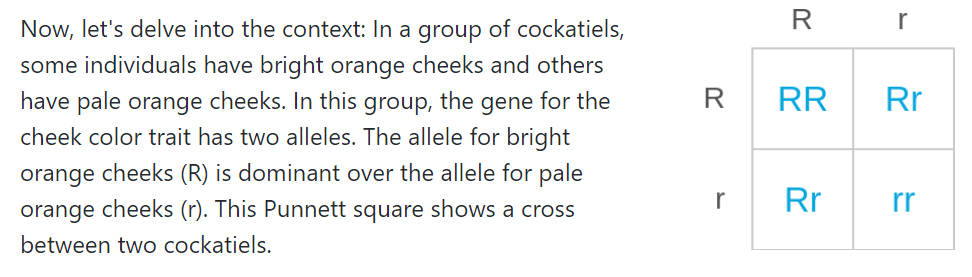 Now, let's delve into the context: In a group of cockatiels,
some individuals have bright orange cheeks and others
have pale orange cheeks. In this group, the gene for the
cheek color trait has two alleles. The allele for bright
orange cheeks (R) is dominant over the allele for pale
orange cheeks (r). This Punnett square shows a cross
between two cockatiels.
R r
R RR Rr
r Rr rr